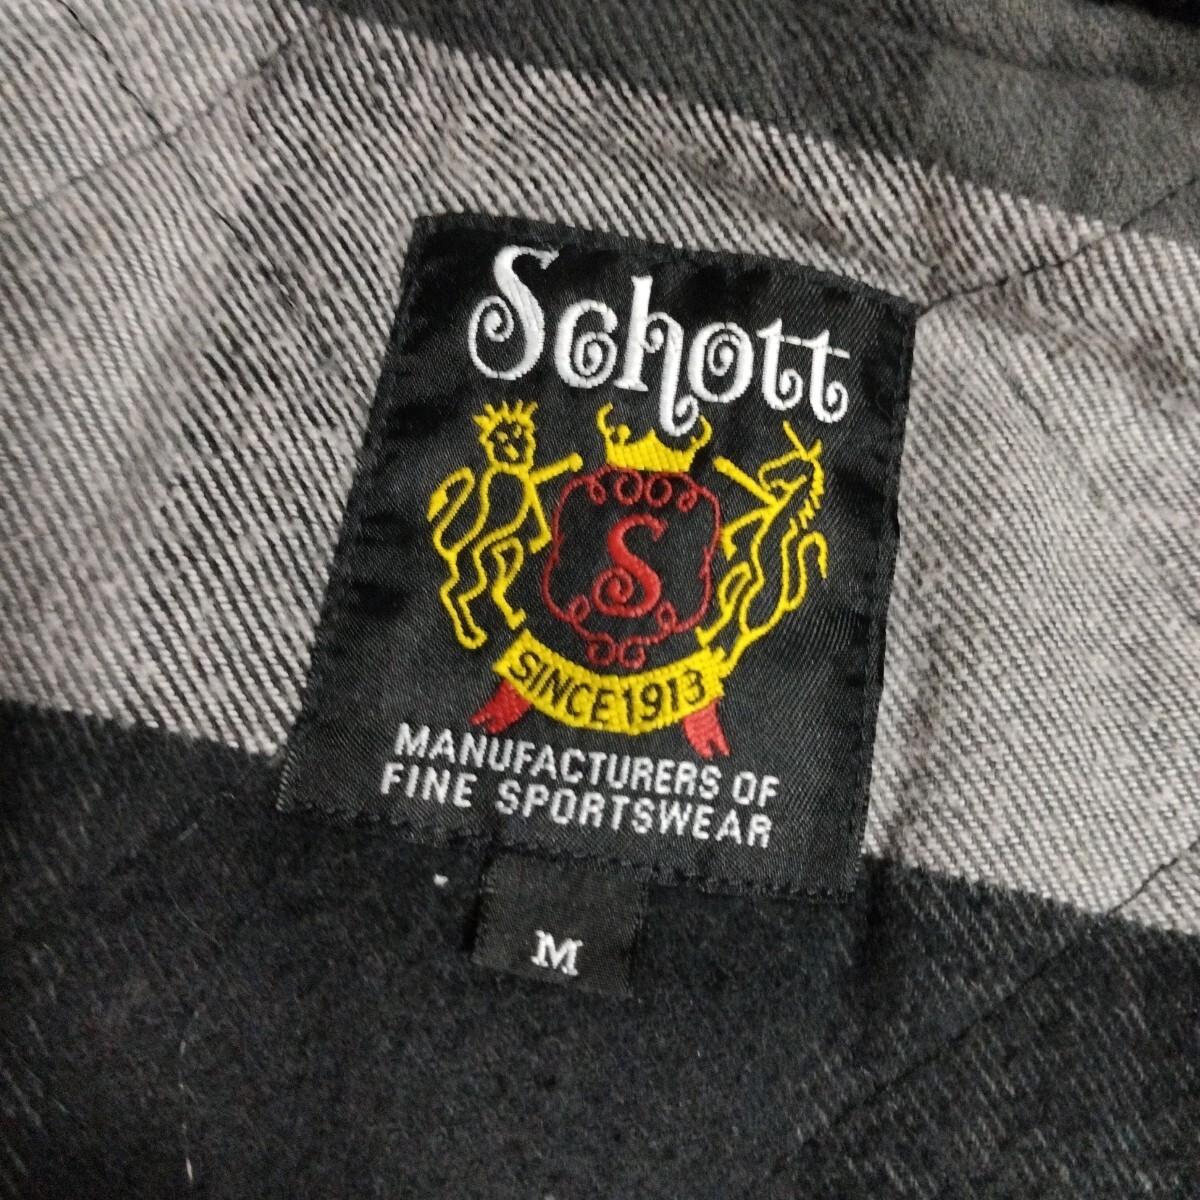 Schott
S
SINCE 1913
MANUFACTURERS OF
FINE SPORTSWEAR
M